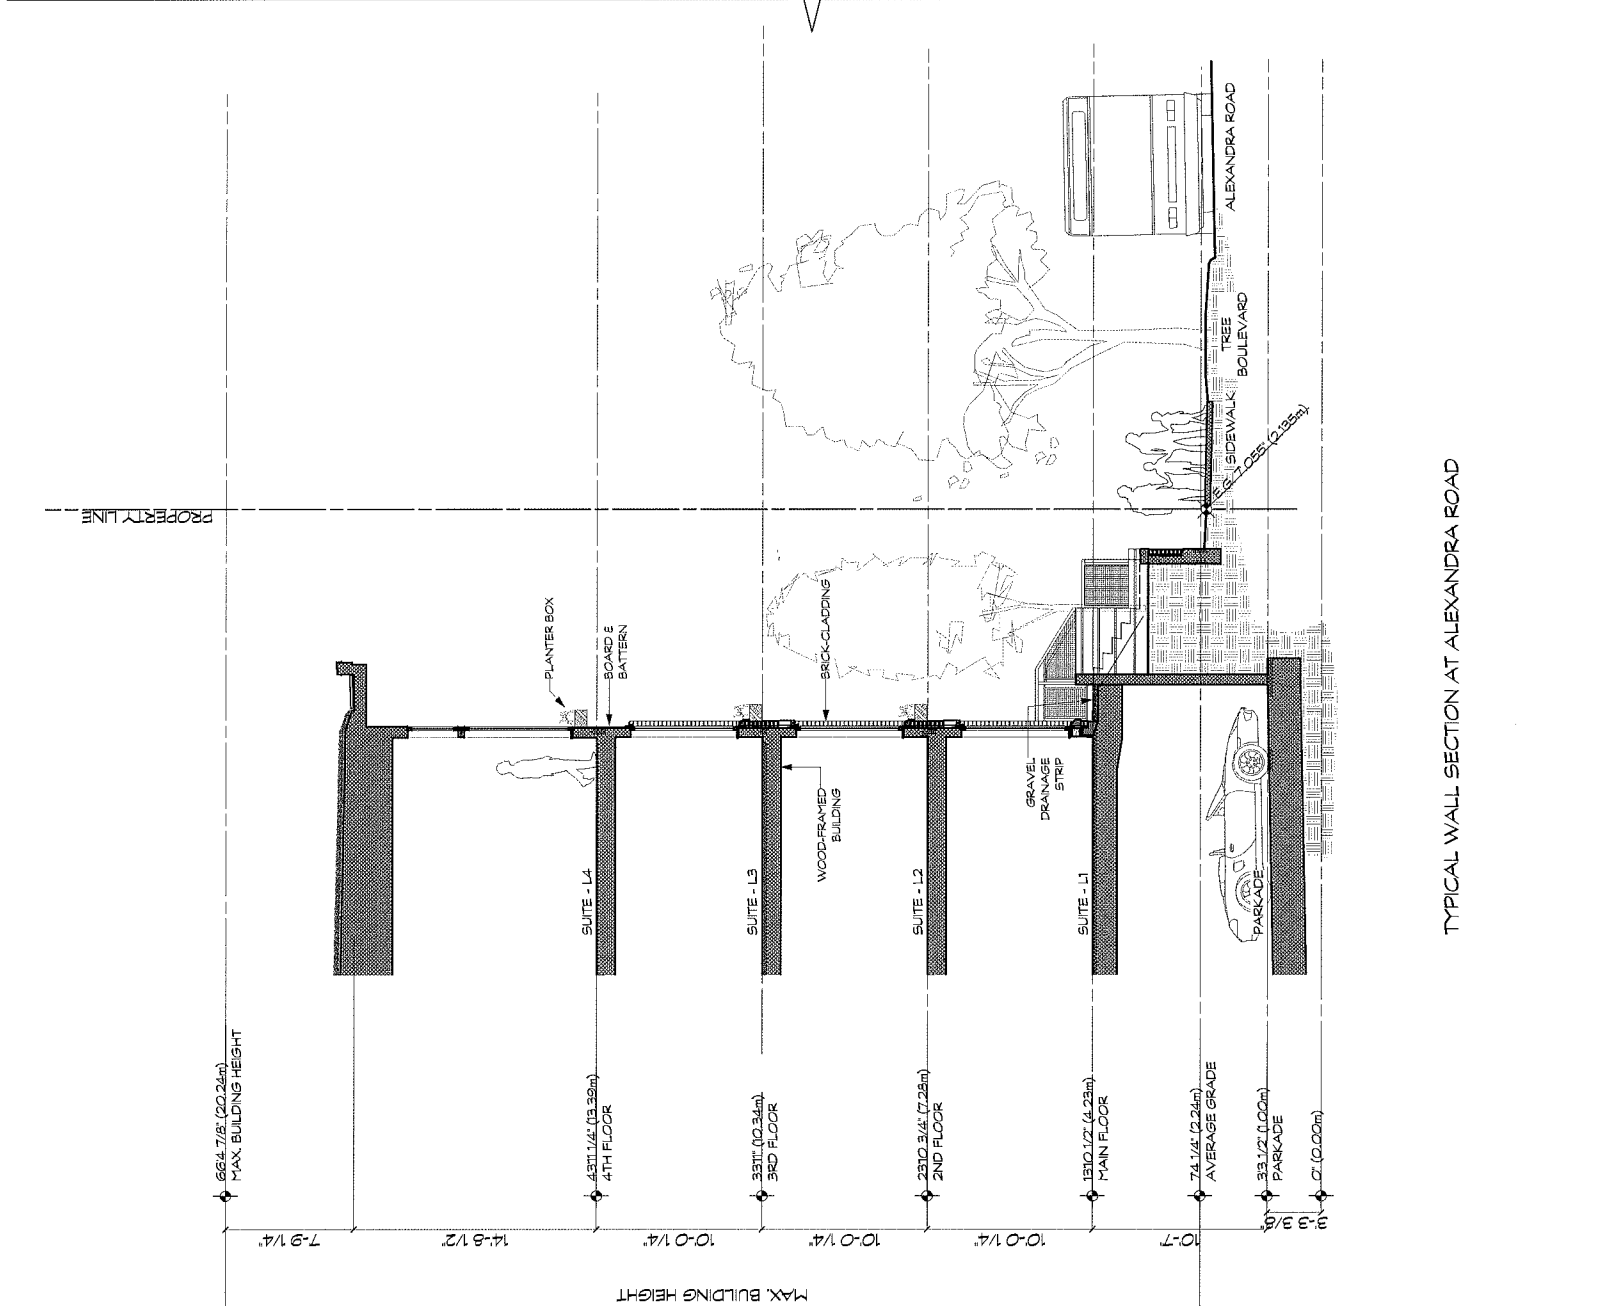 PROPERTY LINE
PLANTER BOX
BOARD &
BATTERN
BRICK-CLADDING
WOOD-FRAMED
BUILDING
GRAVEL
DRAINAGE
STRIP
SUITE - L4
SUITE - L3
SUITE - L2
SUITE - L1
PARKADE
E.G. 7.055' (2.135m)
SIDEWALK
TREE
BOULEVARD
ALEXANDRA ROAD
66'4 7/8" (20.24m)
MAX. BUILDING HEIGHT
43'11 1/4" (13.39m)
4TH FLOOR
33'11" (10.34m)
3RD FLOOR
23'10 3/4" (7.28m)
2ND FLOOR
13'10 1/2" (4.23m)
MAIN FLOOR
7'4 1/4" (2.24m)
AVERAGE GRADE
3'3 1/2" (1.00m)
PARKADE
0" (0.00m)
7'-9 1/4"
14'-8 1/2"
10'-0 1/4"
10'-0 1/4"
10'-0 1/4"
10'-7"
3'-3 3/8"
MAX. BUILDING HEIGHT
TYPICAL WALL SECTION AT ALEXANDRA ROAD